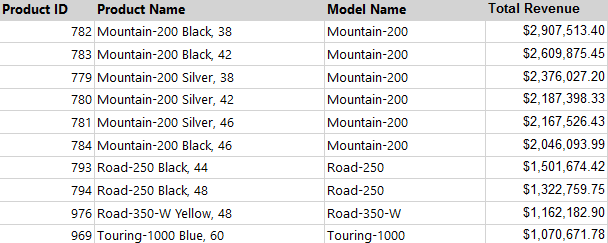 Product ID Product Name Model Name Total Revenue
782 Mountain-200 Black, 38 Mountain-200 $2,907,513.40
783 Mountain-200 Black, 42 Mountain-200 $2,609,875.45
779 Mountain-200 Silver, 38 Mountain-200 $2,376,027.20
780 Mountain-200 Silver, 42 Mountain-200 $2,187,398.33
781 Mountain-200 Silver, 46 Mountain-200 $2,167,526.43
784 Mountain-200 Black, 46 Mountain-200 $2,046,093.99
793 Road-250 Black, 44 Road-250 $1,501,674.42
794 Road-250 Black, 48 Road-250 $1,322,759.75
976 Road-350-W Yellow, 48 Road-350-W $1,162,182.90
969 Touring-1000 Blue, 60 Touring-1000 $1,070,671.78